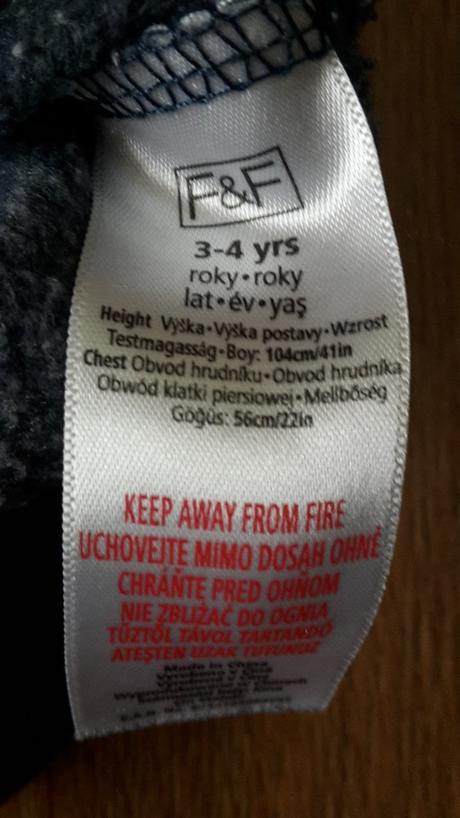 F&F
3-4 yrs
roky•roky
lat•év•yaş
Height Výška•Výška postavy•Wzrost
Testmagasság•Boy: 104cm/41in
Chest Obvod hrudníku•Obvod hrudníka
Obwód klatki piersiowej•Mellbőség
Göğüs: 56cm/22in
KEEP AWAY FROM FIRE
UCHOVEJTE MIMO DOSAH OHNĚ
CHRÁŇTE PRED OHŇOM
NIE ZBLIŻAĆ DO OGNIA
TŰZTŐL TÁVOL TARTANDÓ
ATEŞTEN UZAK TUTUNUZ
Made in China
Vyrobeno v Číně